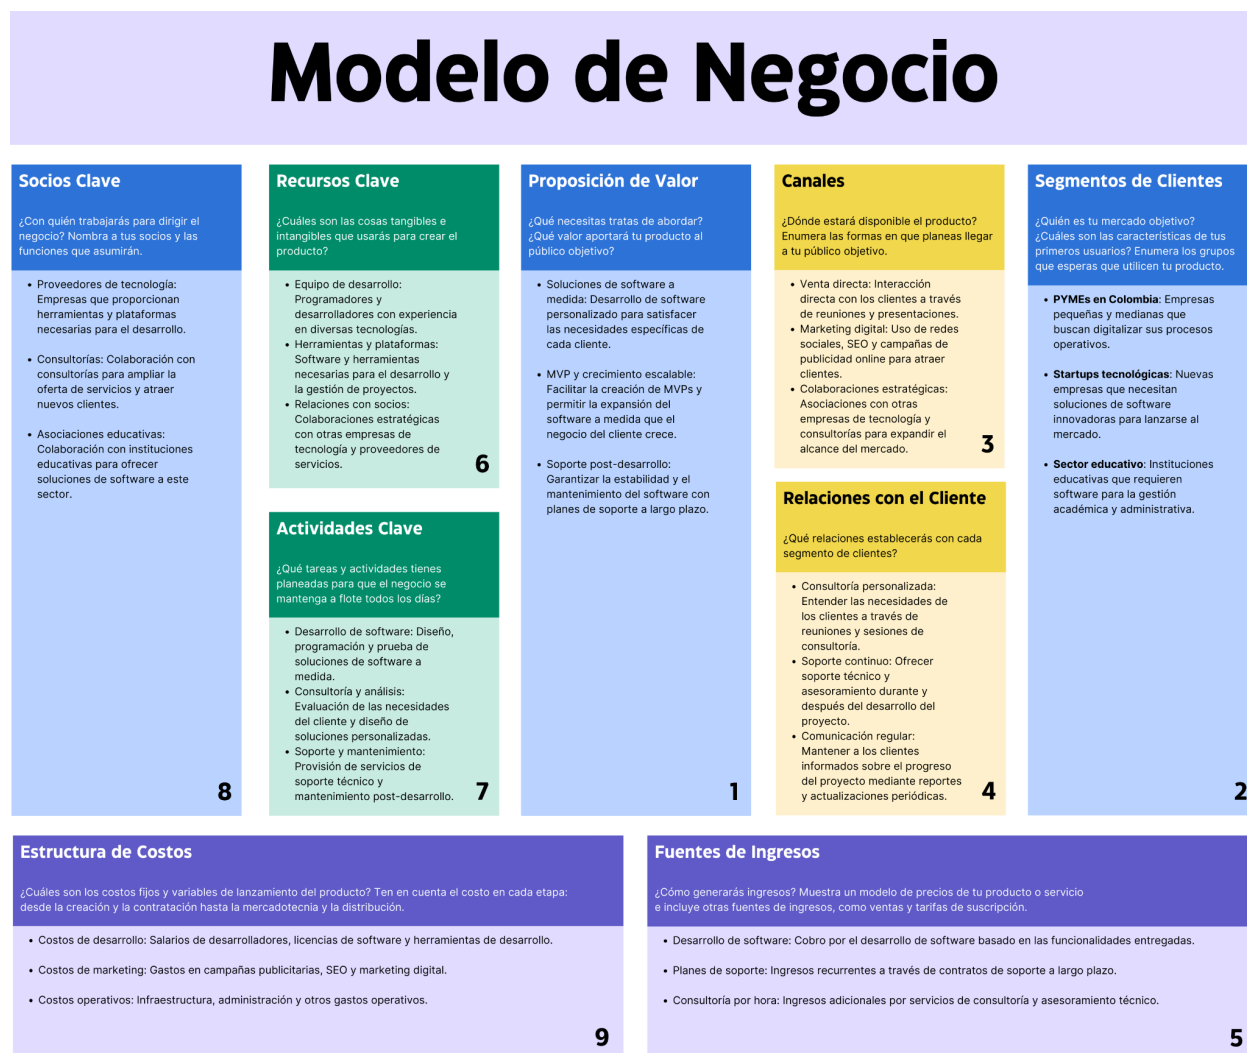 Modelo de Negocio
Socios Clave
¿Con quién trabajarás para dirigir el
negocio? Nombra a tus socios y las
funciones que asumirán.
• Proveedores de tecnología:
Empresas que proporcionan
herramientas y plataformas
necesarias para el desarrollo.
• Consultorías: Colaboración con
consultorías para ampliar la
oferta de servicios y atraer
nuevos clientes.
• Asociaciones educativas:
Colaboración con instituciones
educativas para ofrecer
soluciones de software a este
sector.
8
Recursos Clave
¿Cuáles son las cosas tangibles e
intangibles que usarás para crear el
producto?
• Equipo de desarrollo:
Programadores y
desarrolladores con experiencia
en diversas tecnologías.
• Herramientas y plataformas:
Software y herramientas
necesarias para el desarrollo y
la gestión de proyectos.
• Relaciones con socios:
Colaboraciones estratégicas
con otras empresas de
tecnología y proveedores de
servicios.
6
Actividades Clave
¿Qué tareas y actividades tienes
planeadas para que el negocio se
mantenga a flote todos los días?
• Desarrollo de software: Diseño,
programación y prueba de
soluciones de software a
medida.
• Consultoría y análisis:
Evaluación de las necesidades
del cliente y diseño de
soluciones personalizadas.
• Soporte y mantenimiento:
Provisión de servicios de
soporte técnico y
mantenimiento post-desarrollo.
7
Proposición de Valor
¿Qué necesitas tratas de abordar?
¿Qué valor aportará tu producto al
público objetivo?
• Soluciones de software a
medida: Desarrollo de software
personalizado para satisfacer
las necesidades específicas de
cada cliente.
• MVP y crecimiento escalable:
Facilitar la creación de MVPs y
permitir la expansión del
software a medida que el
negocio del cliente crece.
• Soporte post-desarrollo:
Garantizar la estabilidad y el
mantenimiento del software con
planes de soporte a largo plazo.
1
Canales
¿Dónde estará disponible el producto?
Enumera las formas en que planeas llegar
a tu público objetivo.
• Venta directa: Interacción
directa con los clientes a través
de reuniones y presentaciones.
• Marketing digital: Uso de redes
sociales, SEO y campañas de
publicidad online para atraer
clientes.
• Colaboraciones estratégicas:
Asociaciones con otras
empresas de tecnología y
consultorías para expandir el
alcance del mercado.
3
Relaciones con el Cliente
¿Qué relaciones establecerás con cada
segmento de clientes?
• Consultoría personalizada:
Entender las necesidades de
los clientes a través de
reuniones y sesiones de
consultoría.
• Soporte continuo: Ofrecer
soporte técnico y
asesoramiento durante y
después del desarrollo del
proyecto.
• Comunicación regular:
Mantener a los clientes
informados sobre el progreso
del proyecto mediante reportes
y actualizaciones periódicas.
4
Segmentos de Clientes
¿Quién es tu mercado objetivo?
¿Cuáles son las características de tus
primeros usuarios? Enumera los grupos
que esperas que utilicen tu producto.
• PYMEs en Colombia: Empresas
pequeñas y medianas que
buscan digitalizar sus procesos
operativos.
• Startups tecnológicas: Nuevas
empresas que necesitan
soluciones de software
innovadoras para lanzarse al
mercado.
• Sector educativo: Instituciones
educativas que requieren
software para la gestión
académica y administrativa.
2
Estructura de Costos
¿Cuáles son los costos fijos y variables de lanzamiento del producto? Ten en cuenta el costo en cada etapa:
desde la creación y la contratación hasta la mercadotecnia y la distribución.
• Costos de desarrollo: Salarios de desarrolladores, licencias de software y herramientas de desarrollo.
• Costos de marketing: Gastos en campañas publicitarias, SEO y marketing digital.
• Costos operativos: Infraestructura, administración y otros gastos operativos.
9
Fuentes de Ingresos
¿Cómo generarás ingresos? Muestra un modelo de precios de tu producto o servicio
e incluye otras fuentes de ingresos, como ventas y tarifas de suscripción.
• Desarrollo de software: Cobro por el desarrollo de software basado en las funcionalidades entregadas.
• Planes de soporte: Ingresos recurrentes a través de contratos de soporte a largo plazo.
• Consultoría por hora: Ingresos adicionales por servicios de consultoría y asesoramiento técnico.
5